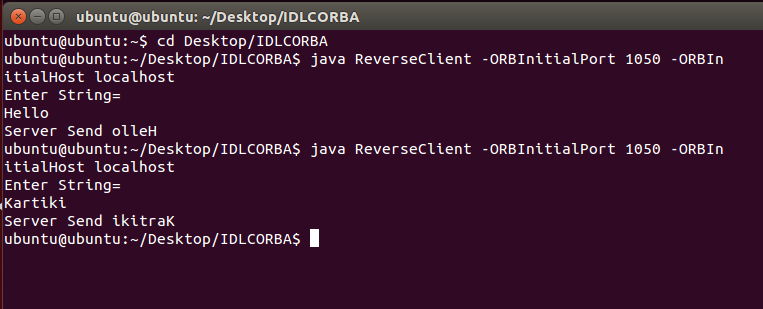 ubuntu@ubuntu: ~/Desktop/IDLCORBA
ubuntu@ubuntu:~$ cd Desktop/IDLCORBA
ubuntu@ubuntu:~/Desktop/IDLCORBA$ java ReverseClient -ORBInitialPort 1050 -ORBIn
itialHost localhost
Enter String=
Hello
Server Send olleH
ubuntu@ubuntu:~/Desktop/IDLCORBA$ java ReverseClient -ORBInitialPort 1050 -ORBIn
itialHost localhost
Enter String=
Kartiki
Server Send ikitraK
ubuntu@ubuntu:~/Desktop/IDLCORBA$